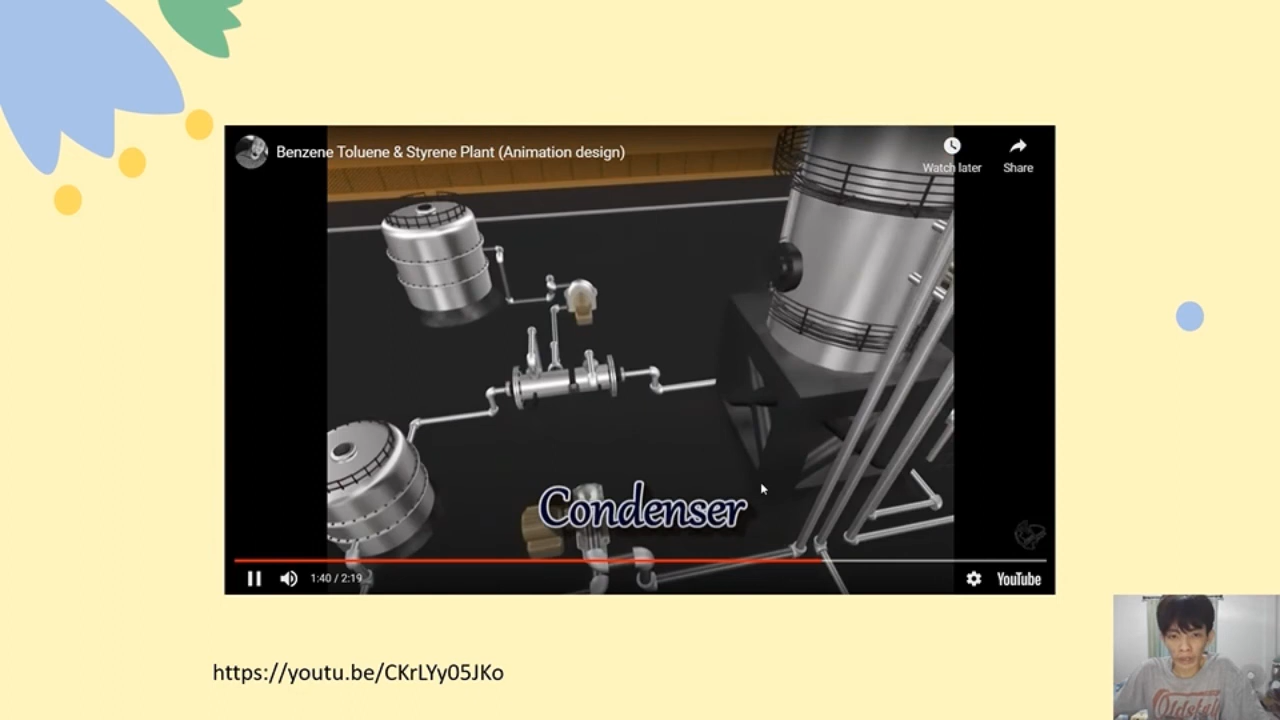 Benzene Toluene & Styrene Plant (Animation design)
Watch later
Share
Condenser
1:40 / 2:19
YouTube
https://youtu.be/CKrLYy05JKo